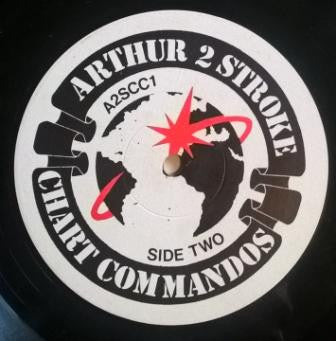 ARTHUR 2 STROKE
A2SCC1
SIDE TWO
CHART COMMANDOS